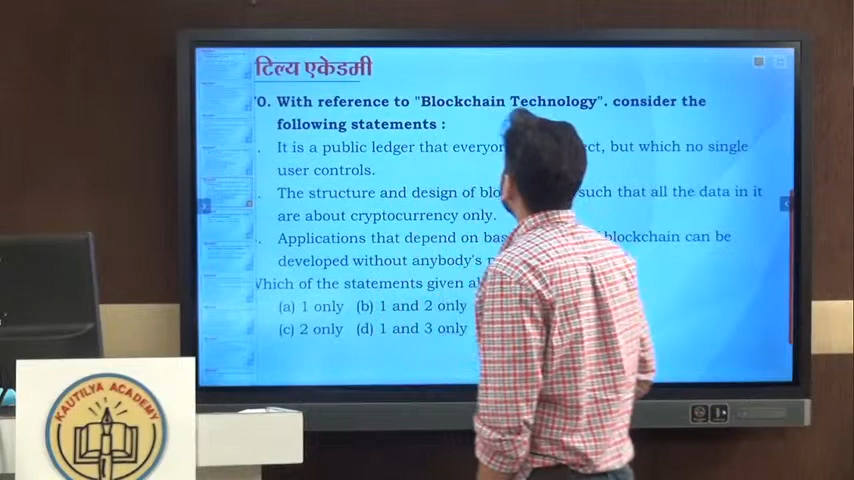 टिल्य एकेडमी
0. With reference to "Blockchain Technology". consider the
following statements :
. It is a public ledger that everyon ect, but which no single
user controls.
. The structure and design of blo such that all the data in it
are about cryptocurrency only.
. Applications that depend on bas blockchain can be
developed without anybody's
Which of the statements given a
(a) 1 only (b) 1 and 2 only
(c) 2 only (d) 1 and 3 only
KAUTILYA ACADEMY